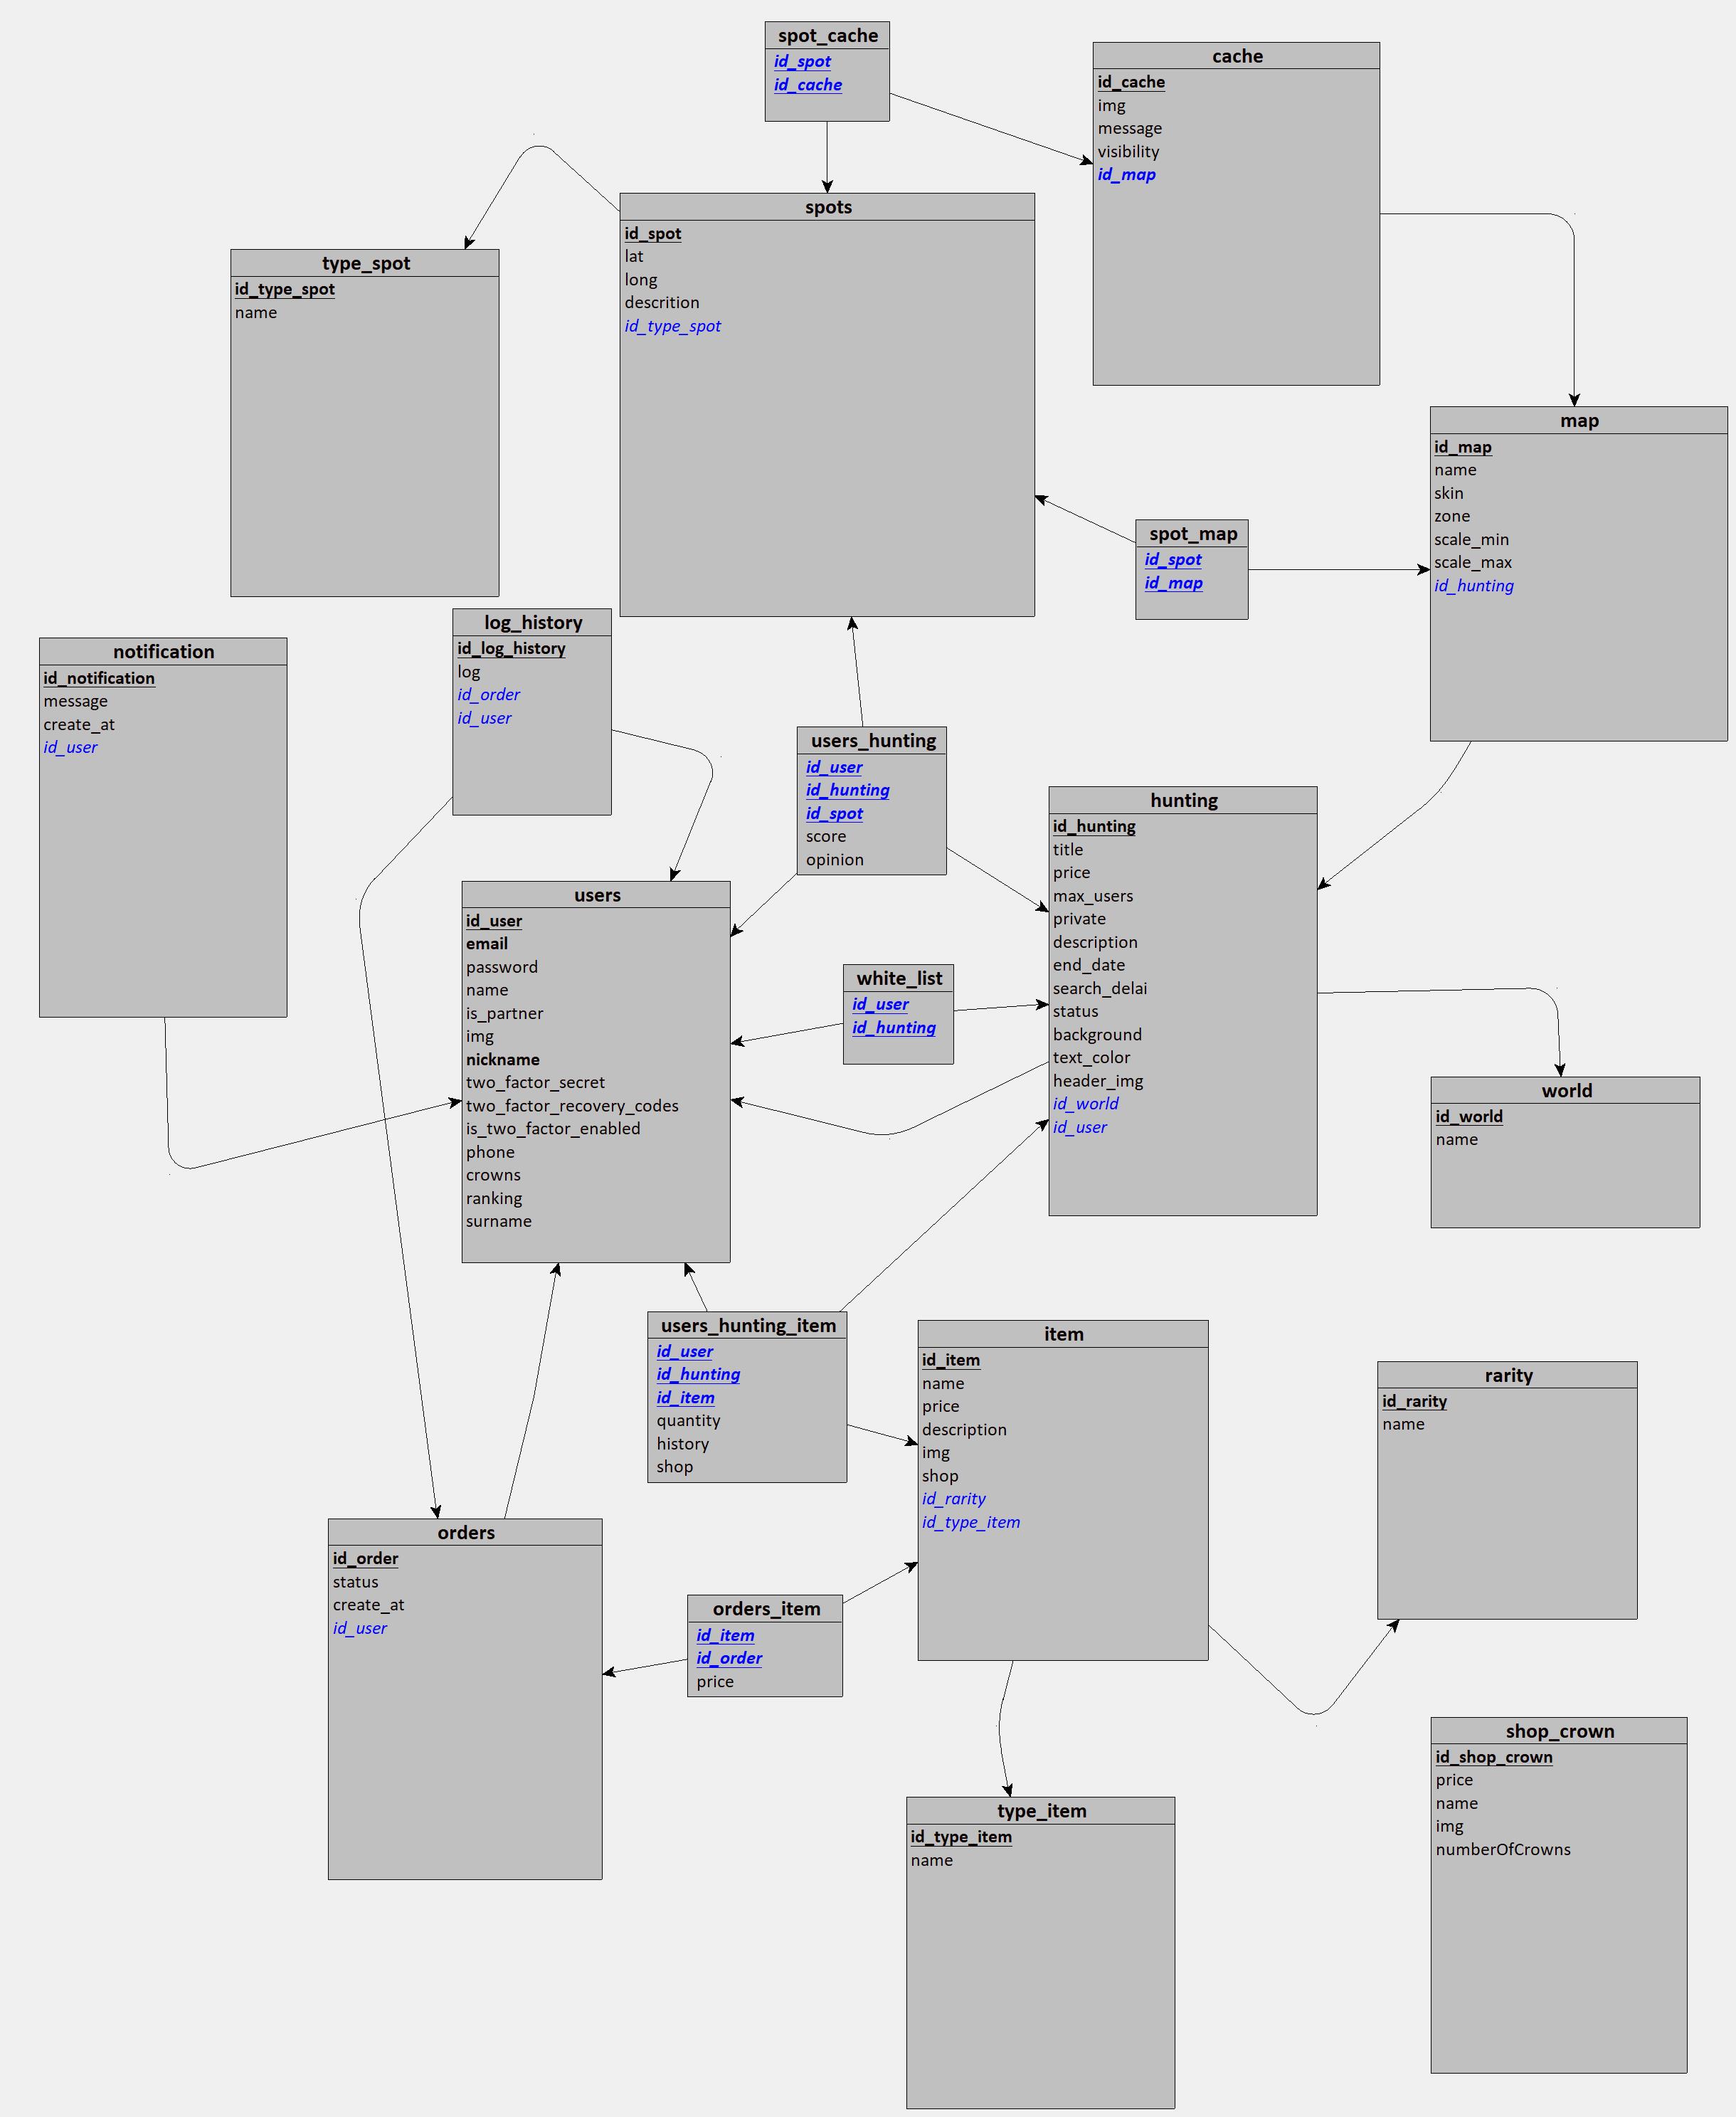 spot_cache
id_spot
id_cache
cache
id_cache
img
message
visibility
id_map
spots
id_spot
lat
long
descrition
id_type_spot
type_spot
id_type_spot
name
map
id_map
name
skin
zone
scale_min
scale_max
id_hunting
spot_map
id_spot
id_map
log_history
id_log_history
log
id_order
id_user
notification
id_notification
message
create_at
id_user
users_hunting
id_user
id_hunting
id_spot
score
opinion
hunting
id_hunting
title
price
max_users
private
description
end_date
search_delai
status
background
text_color
header_img
id_world
id_user
users
id_user
email
password
name
is_partner
img
nickname
two_factor_secret
two_factor_recovery_codes
is_two_factor_enabled
phone
crowns
ranking
surname
white_list
id_user
id_hunting
world
id_world
name
users_hunting_item
id_user
id_hunting
id_item
quantity
history
shop
item
id_item
name
price
description
img
shop
id_rarity
id_type_item
rarity
id_rarity
name
orders
id_order
status
create_at
id_user
orders_item
id_item
id_order
price
shop_crown
id_shop_crown
price
name
img
numberOfCrowns
type_item
id_type_item
name